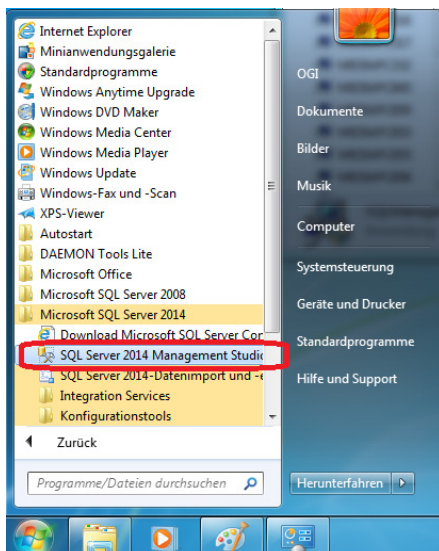 Internet Explorer
Minianwendungsgalerie
Standardprogramme
Windows Anytime Upgrade
Windows DVD Maker
Windows Media Center
Windows Media Player
Windows Update
Windows-Fax und -Scan
XPS-Viewer
Autostart
DAEMON Tools Lite
Microsoft Office
Microsoft SQL Server 2008
Microsoft SQL Server 2014
Download Microsoft SQL Server Cor
SQL Server 2014 Management Studic
SQL Server 2014-Datenimport und -e
Integration Services
Konfigurationstools
Zurück
Programme/Dateien durchsuchen
OGI
Dokumente
Bilder
Musik
Computer
Systemsteuerung
Geräte und Drucker
Standardprogramme
Hilfe und Support
Herunterfahren